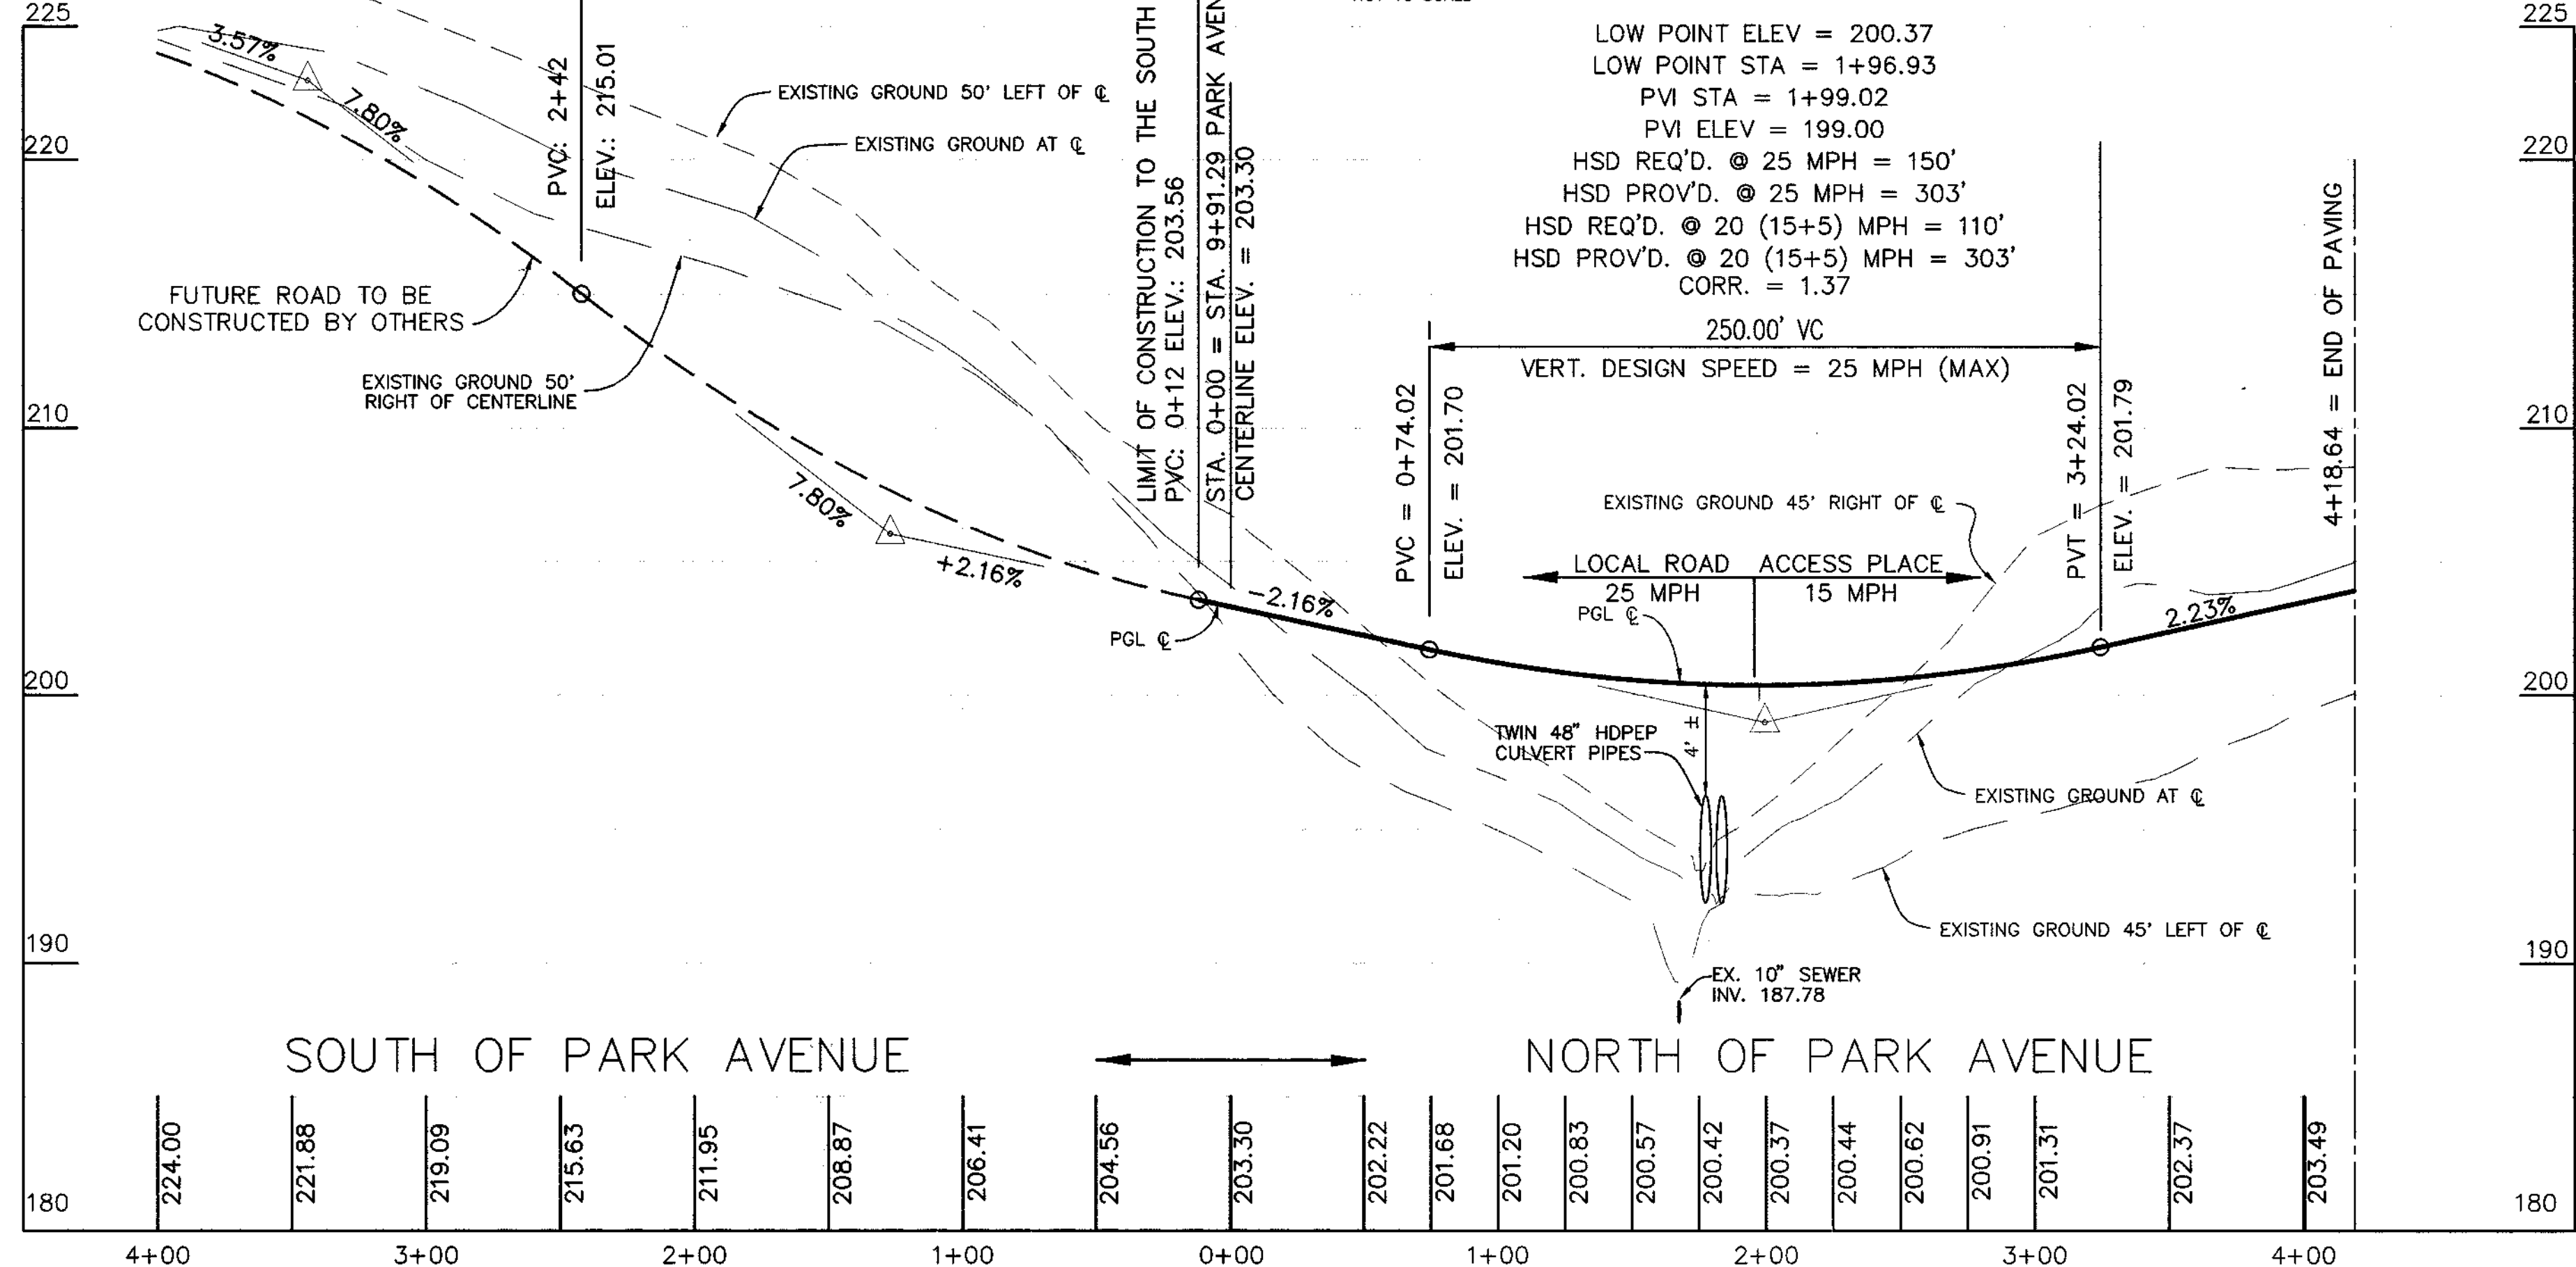 225
225
LOW POINT ELEV = 200.37
LOW POINT STA = 1+96.93
PVI STA = 1+99.02
PVI ELEV = 199.00
HSD REQ'D. @ 25 MPH = 150'
HSD PROV'D. @ 25 MPH = 303'
HSD REQ'D. @ 20 (15+5) MPH = 110'
HSD PROV'D. @ 20 (15+5) MPH = 303'
CORR. = 1.37
3.57%
7.80%
PVC: 2+42
ELEV.: 215.01
EXISTING GROUND 50' LEFT OF ℄
EXISTING GROUND AT ℄
LIMIT OF CONSTRUCTION TO THE SOUTH
PVC: 0+12 ELEV.: 203.56
STA. 0+00 = STA. 9+91.29 PARK AVEN
CENTERLINE ELEV. = 203.30
220
220
FUTURE ROAD TO BE
CONSTRUCTED BY OTHERS
EXISTING GROUND 50'
RIGHT OF CENTERLINE
250.00' VC
VERT. DESIGN SPEED = 25 MPH (MAX)
PVC = 0+74.02
ELEV. = 201.70
PVT = 3+24.02
ELEV. = 201.79
4+18.64 = END OF PAVING
210
210
7.80%
+2.16%
-2.16%
EXISTING GROUND 45' RIGHT OF ℄
LOCAL ROAD
25 MPH
ACCESS PLACE
15 MPH
PGL ℄
PGL ℄
2.23%
200
200
TWIN 48" HDPEP
CULVERT PIPES
4' ±
EXISTING GROUND AT ℄
EXISTING GROUND 45' LEFT OF ℄
190
190
EX. 10" SEWER
INV. 187.78
SOUTH OF PARK AVENUE
NORTH OF PARK AVENUE
224.00
221.88
219.09
215.63
211.95
208.87
206.41
204.56
203.30
202.22
201.68
201.20
200.83
200.57
200.42
200.37
200.44
200.62
200.91
201.31
202.37
203.49
180
180
4+00
3+00
2+00
1+00
0+00
1+00
2+00
3+00
4+00